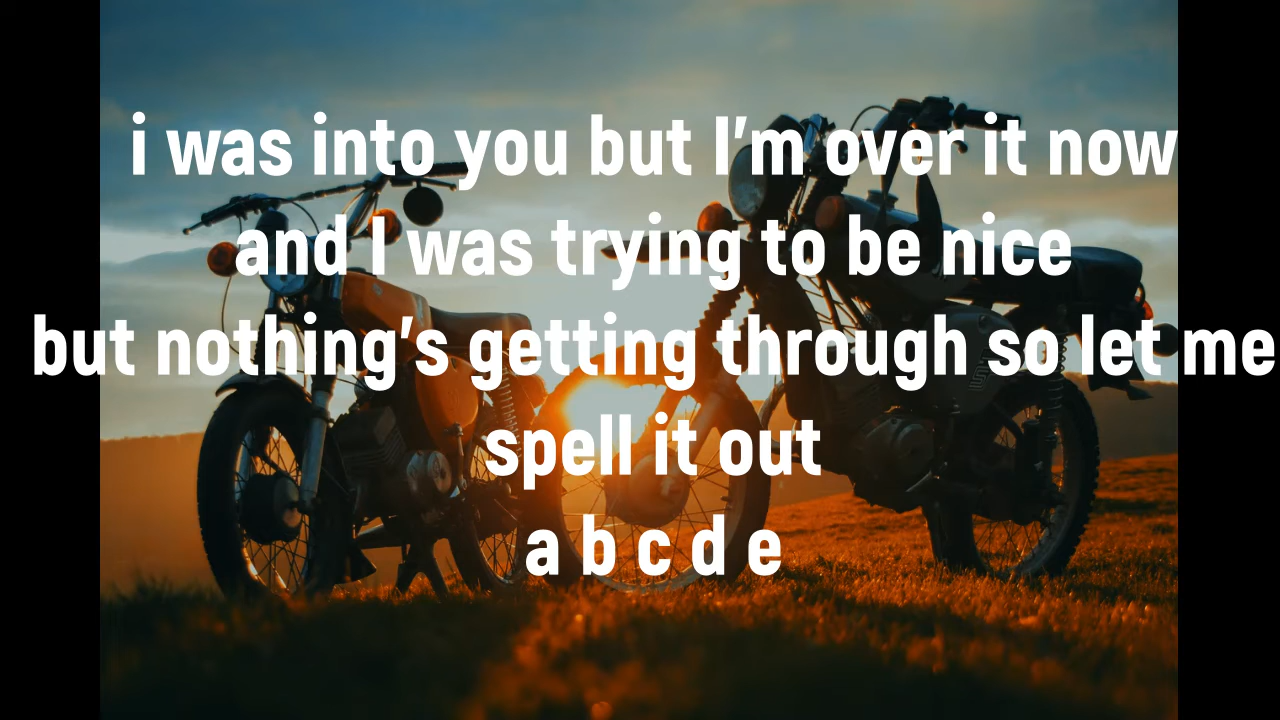 i was into you but I’m over it now
and I was trying to be nice
but nothing’s getting through so let me
spell it out
a b c d e